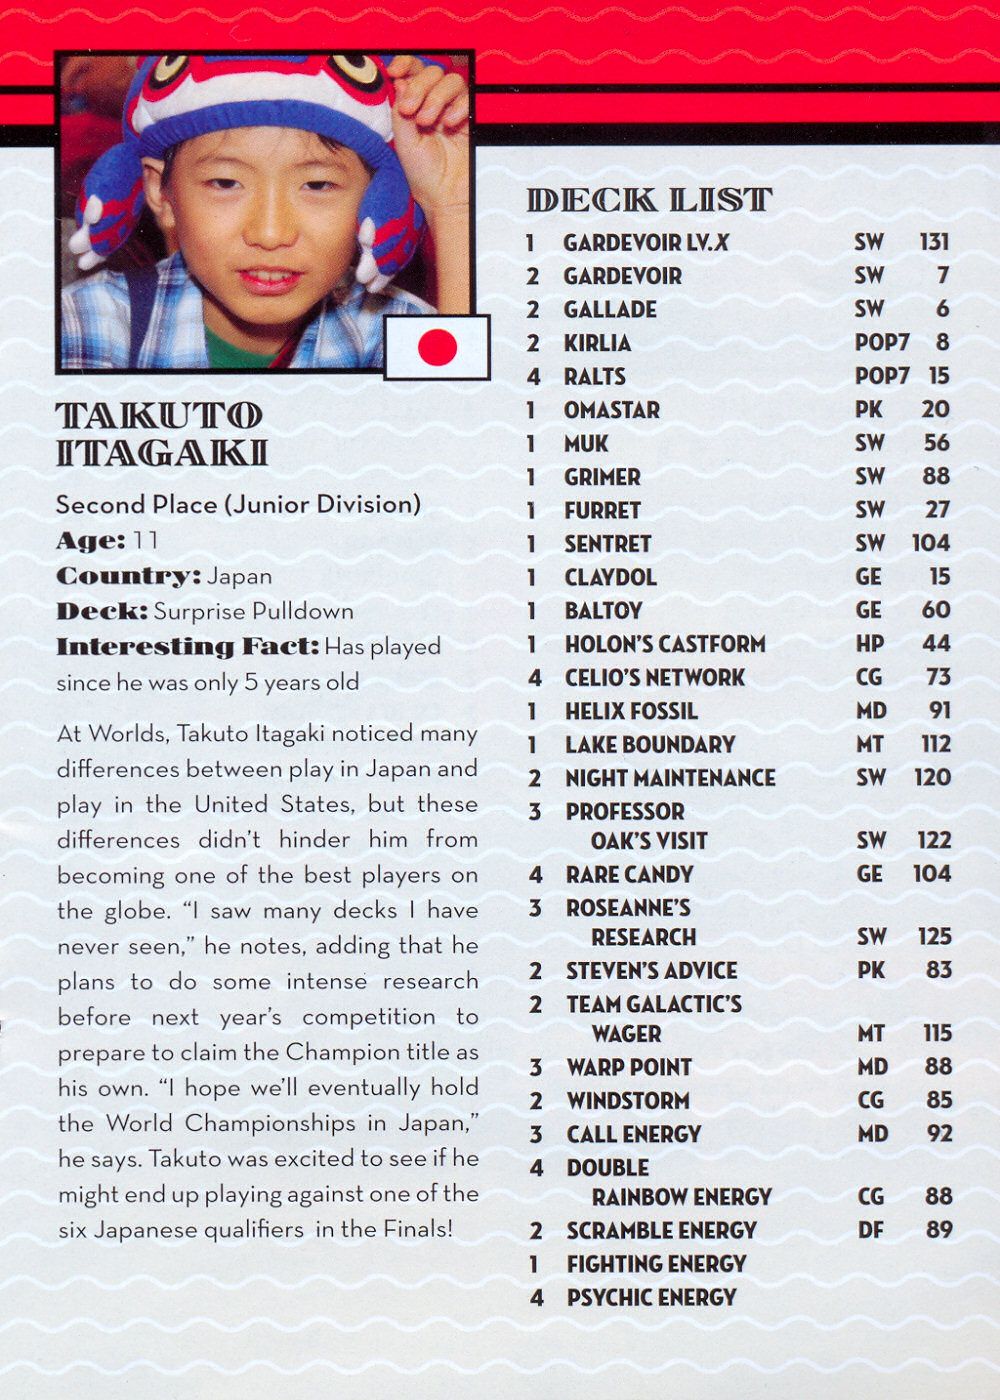 TAKUTO
ITAGAKI
Second Place (Junior Division)
Age: 11
Country: Japan
Deck: Surprise Pulldown
Interesting Fact: Has played
since he was only 5 years old
At Worlds, Takuto Itagaki noticed many
differences between play in Japan and
play in the United States, but these
differences didn't hinder him from
becoming one of the best players on
the globe. “I saw many decks I have
never seen,” he notes, adding that he
plans to do some intense research
before next year's competition to
prepare to claim the Champion title as
his own. “I hope we'll eventually hold
the World Championships in Japan,”
he says. Takuto was excited to see if he
might end up playing against one of the
six Japanese qualifiers in the Finals!
DECK LIST
1 GARDEVOIR LV.X SW 131
2 GARDEVOIR SW 7
2 GALLADE SW 6
2 KIRLIA POP7 8
4 RALTS POP7 15
1 OMASTAR PK 20
1 MUK SW 56
1 GRIMER SW 88
1 FURRET SW 27
1 SENTRET SW 104
1 CLAYDOL GE 15
1 BALTOY GE 60
1 HOLON'S CASTFORM HP 44
4 CELIO'S NETWORK CG 73
1 HELIX FOSSIL MD 91
1 LAKE BOUNDARY MT 112
2 NIGHT MAINTENANCE SW 120
3 PROFESSOR
OAK'S VISIT SW 122
4 RARE CANDY GE 104
3 ROSEANNE'S
RESEARCH SW 125
2 STEVEN'S ADVICE PK 83
2 TEAM GALACTIC'S
WAGER MT 115
3 WARP POINT MD 88
2 WINDSTORM CG 85
3 CALL ENERGY MD 92
4 DOUBLE
RAINBOW ENERGY CG 88
2 SCRAMBLE ENERGY DF 89
1 FIGHTING ENERGY
4 PSYCHIC ENERGY